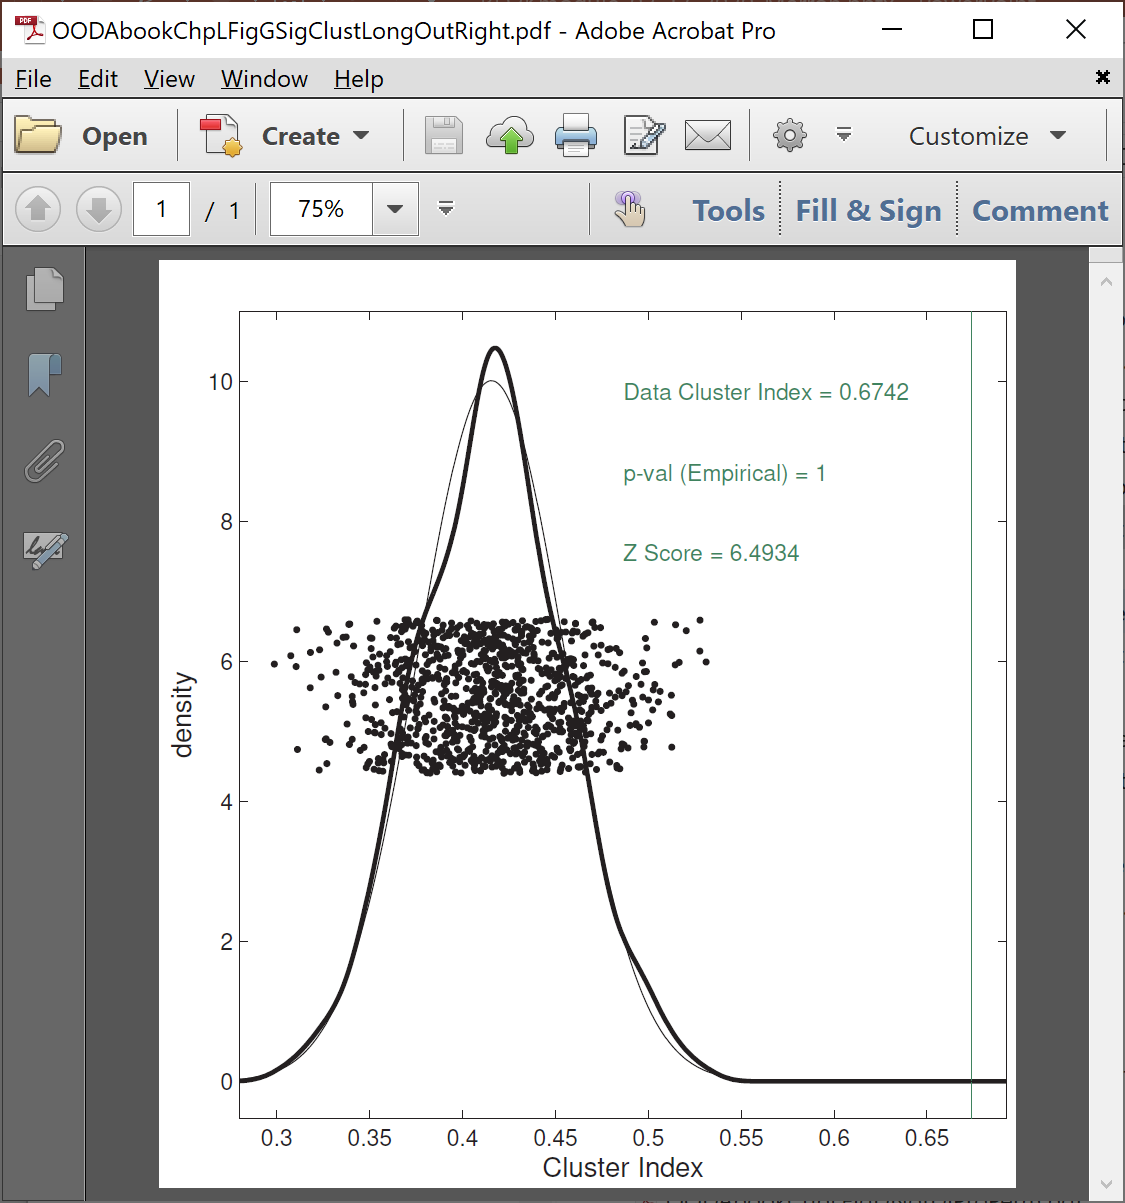 OODAbookChpLFigGSigClustLongOutRight.pdf - Adobe Acrobat Pro
File Edit View Window Help
Open Create Customize
1 / 1 75% Tools Fill & Sign Comment
Data Cluster Index = 0.6742
p-val (Empirical) = 1
Z Score = 6.4934
10
8
6
4
2
0
density
0.3 0.35 0.4 0.45 0.5 0.55 0.6 0.65
Cluster Index